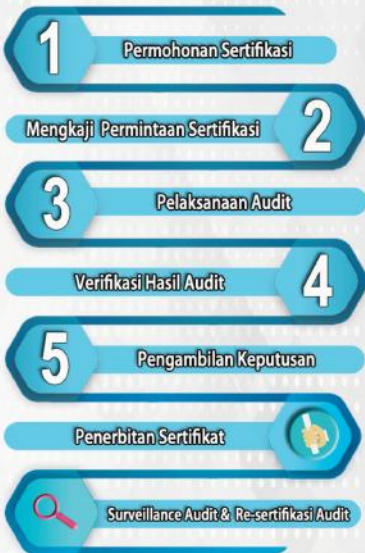 1
Permohonan Sertifikasi
Mengkaji Permintaan Sertifikasi
2
3
Pelaksanaan Audit
Verifikasi Hasil Audit
4
5
Pengambilan Keputusan
Penerbitan Sertifikat
Surveillance Audit & Re-sertifikasi Audit